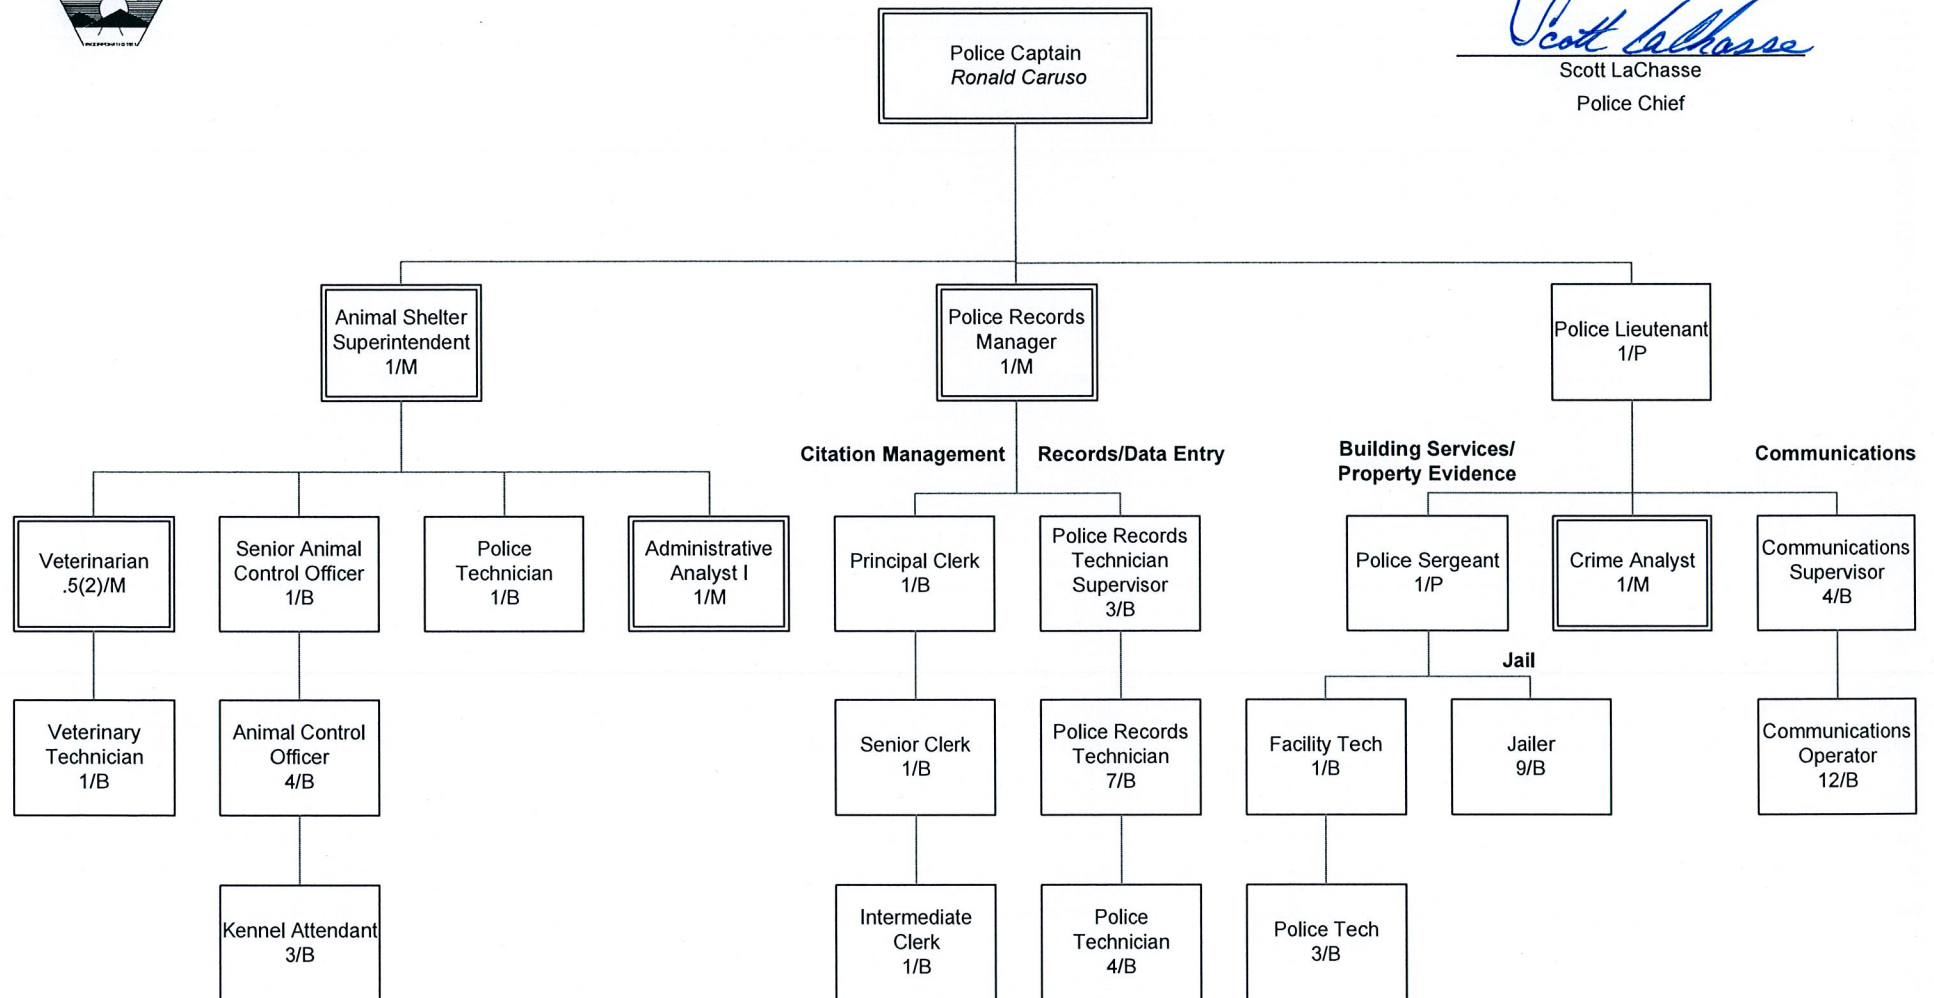 Scott LaChasse
Police Captain
Ronald Caruso
Scott LaChasse
Police Chief
Animal Shelter
Superintendent
1/M
Police Records
Manager
1/M
Police Lieutenant
1/P
Citation Management
Records/Data Entry
Building Services/
Property Evidence
Communications
Veterinarian
.5(2)/M
Senior Animal
Control Officer
1/B
Police
Technician
1/B
Administrative
Analyst I
1/M
Principal Clerk
1/B
Police Records
Technician
Supervisor
3/B
Police Sergeant
1/P
Crime Analyst
1/M
Communications
Supervisor
4/B
Jail
Veterinary
Technician
1/B
Animal Control
Officer
4/B
Senior Clerk
1/B
Police Records
Technician
7/B
Facility Tech
1/B
Jailer
9/B
Communications
Operator
12/B
Kennel Attendant
3/B
Intermediate
Clerk
1/B
Police
Technician
4/B
Police Tech
3/B